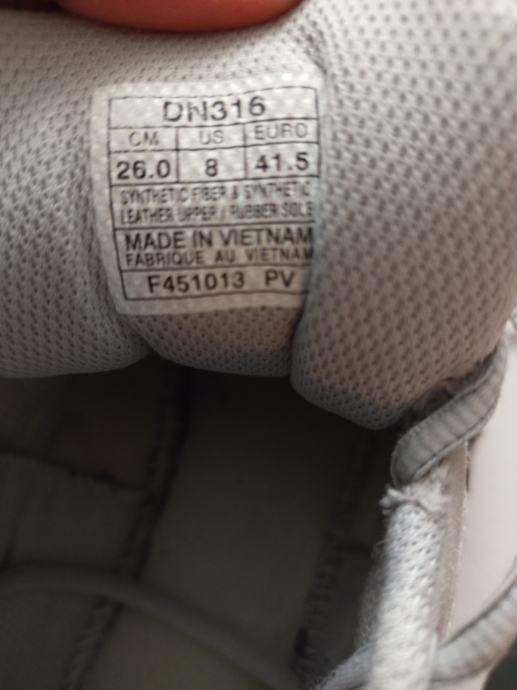 DN316
CM US EURO
26.0 8 41.5
SYNTHETIC FIBER & SYNTHETIC
LEATHER UPPER / RUBBER SOLE
MADE IN VIETNAM
FABRIQUE AU VIETNAM
F451013 PV